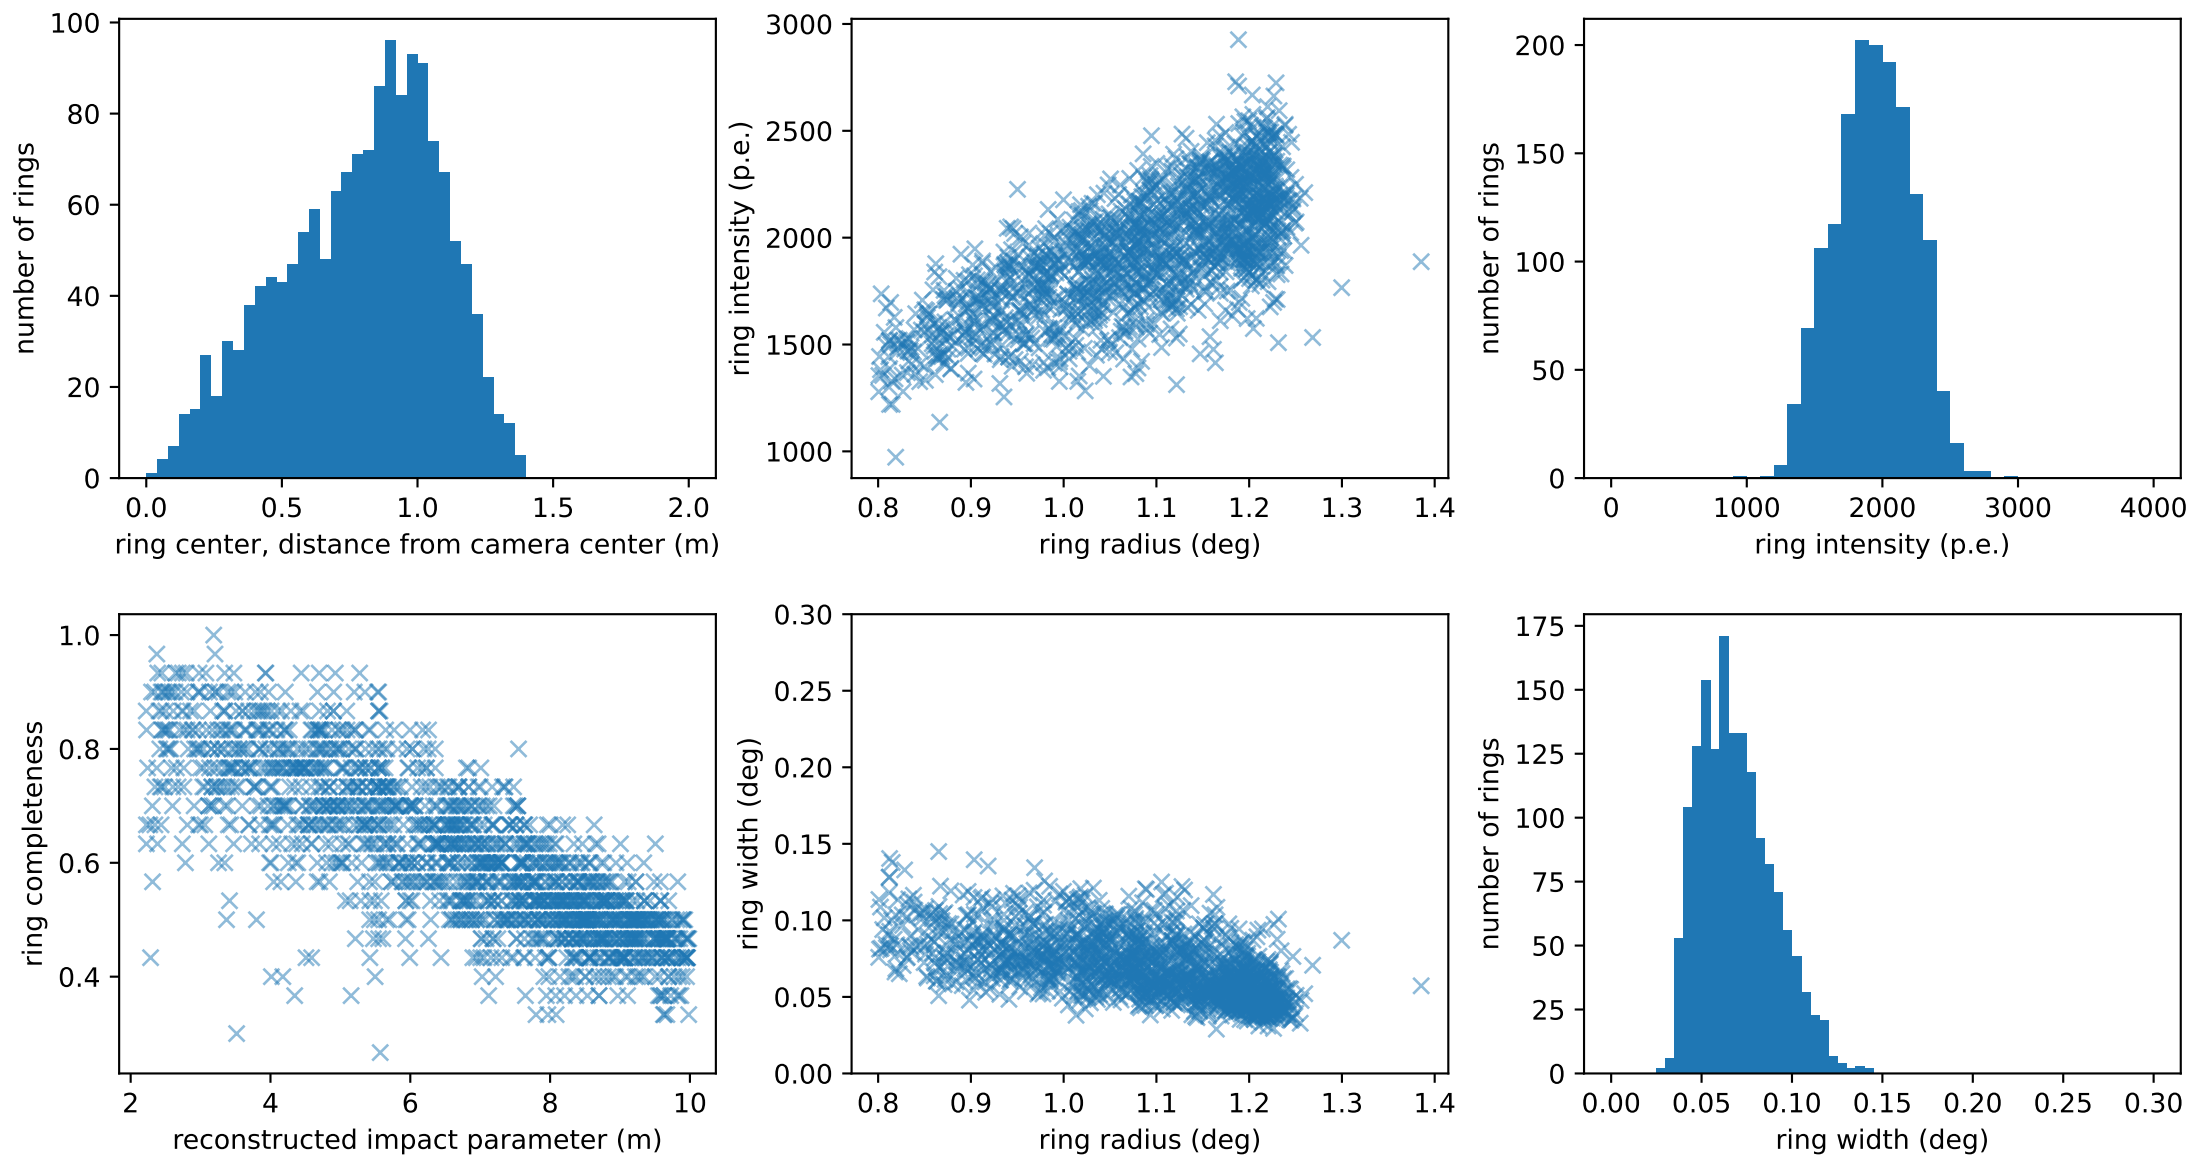 100
80
60
40
20
0
number of rings
0.0 0.5 1.0 1.5 2.0
ring center, distance from camera center (m)
3000
2500
2000
1500
1000
ring intensity (p.e.)
0.8 0.9 1.0 1.1 1.2 1.3 1.4
ring radius (deg)
200
150
100
50
0
number of rings
0 1000 2000 3000 4000
ring intensity (p.e.)
1.0
0.8
0.6
0.4
ring completeness
2 4 6 8 10
reconstructed impact parameter (m)
0.30
0.25
0.20
0.15
0.10
0.05
0.00
ring width (deg)
0.8 0.9 1.0 1.1 1.2 1.3 1.4
ring radius (deg)
175
150
125
100
75
50
25
0
number of rings
0.00 0.05 0.10 0.15 0.20 0.25 0.30
ring width (deg)